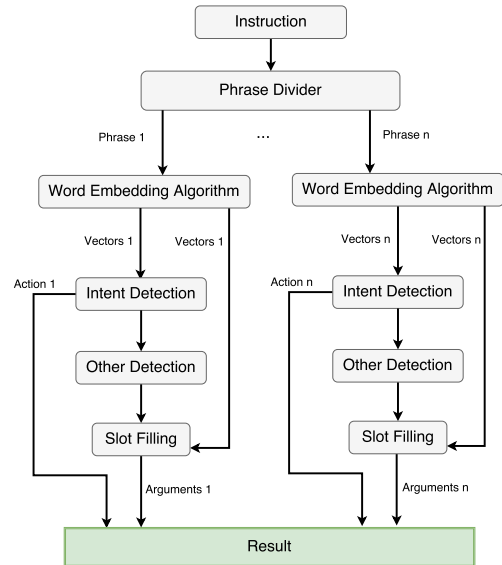 Instruction
Phrase Divider
Phrase 1
...
Phrase n
Word Embedding Algorithm
Word Embedding Algorithm
Vectors 1
Vectors 1
Vectors n
Vectors n
Action 1
Intent Detection
Action n
Intent Detection
Other Detection
Other Detection
Slot Filling
Slot Filling
Arguments 1
Arguments n
Result